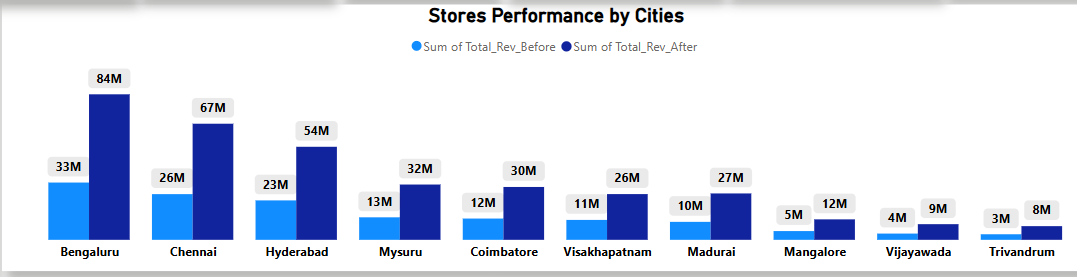 Stores Performance by Cities
Sum of Total_Rev_Before Sum of Total_Rev_After
84M
67M
54M
33M
26M
23M
32M
30M
26M
27M
13M
12M
11M
10M
5M
12M
4M
9M
3M
8M
Bengaluru Chennai Hyderabad Mysuru Coimbatore Visakhapatnam Madurai Mangalore Vijayawada Trivandrum